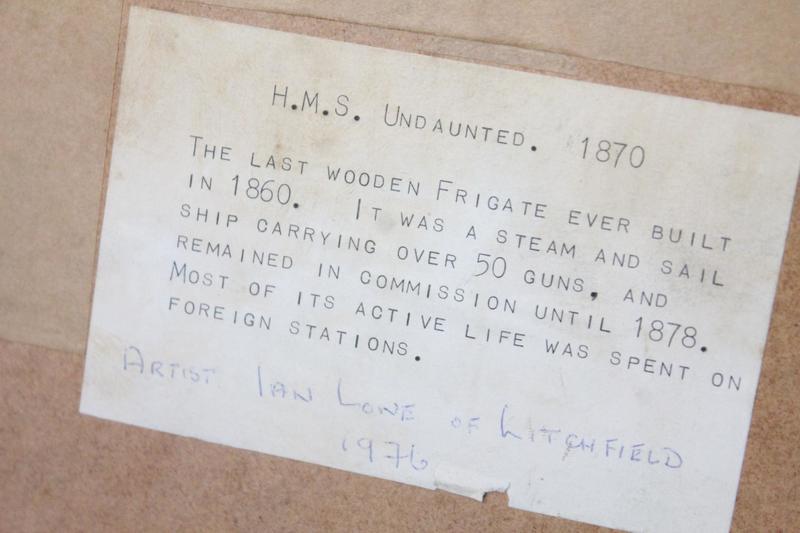 H.M.S. UNDAUNTED. 1870
THE LAST WOODEN FRIGATE EVER BUILT
IN 1860. IT WAS A STEAM AND SAIL
SHIP CARRYING OVER 50 GUNS, AND
REMAINED IN COMMISSION UNTIL 1878.
MOST OF ITS ACTIVE LIFE WAS SPENT ON
FOREIGN STATIONS.
ARTIST IAN LOWE OF LITCHFIELD
1976